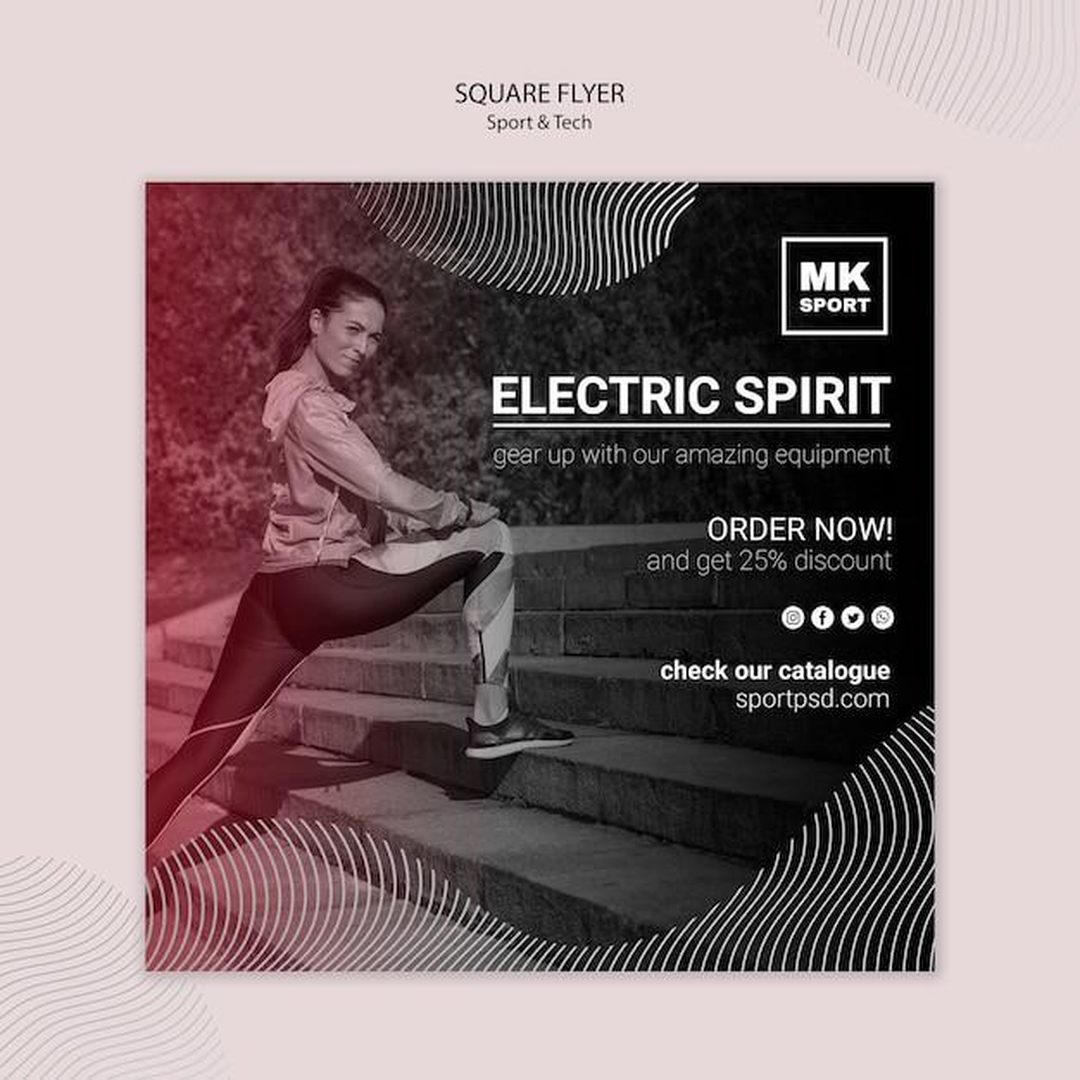 SQUARE FLYER
Sport & Tech
MK
SPORT
ELECTRIC SPIRIT
gear up with our amazing equipment
ORDER NOW!
and get 25% discount
check our catalogue
sportpsd.com